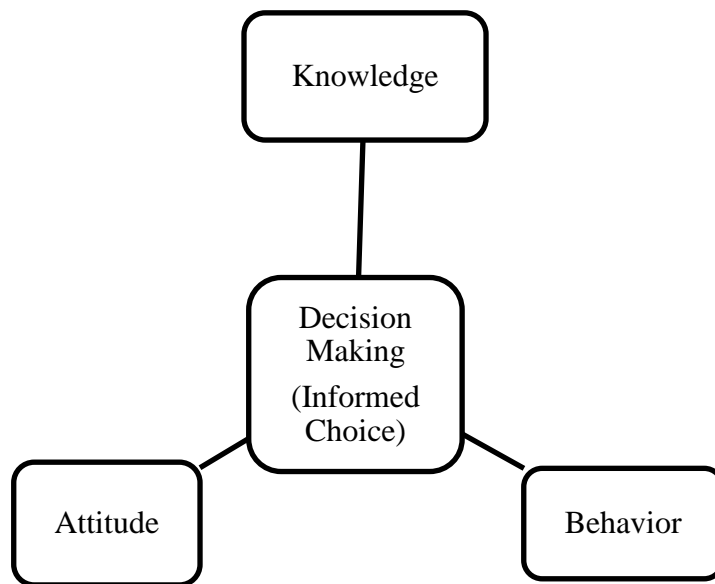 Knowledge
Decision
Making
(Informed
Choice)
Attitude
Behavior